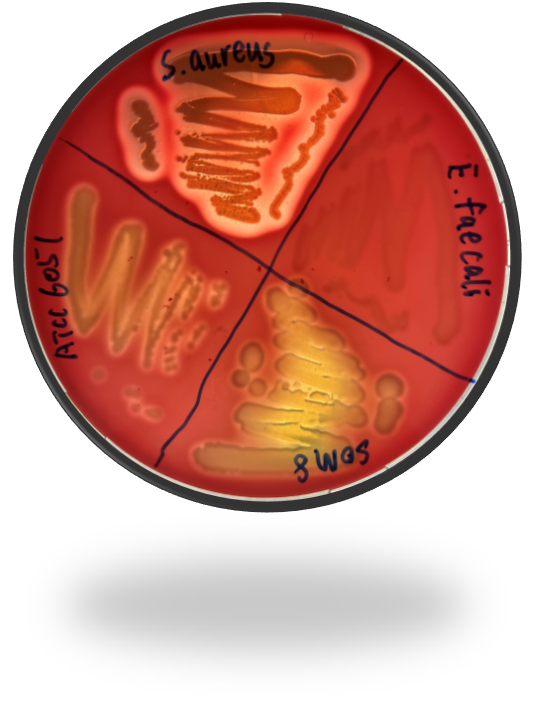 S. aureus
E. faecali
ATCC 6051
8 WGS